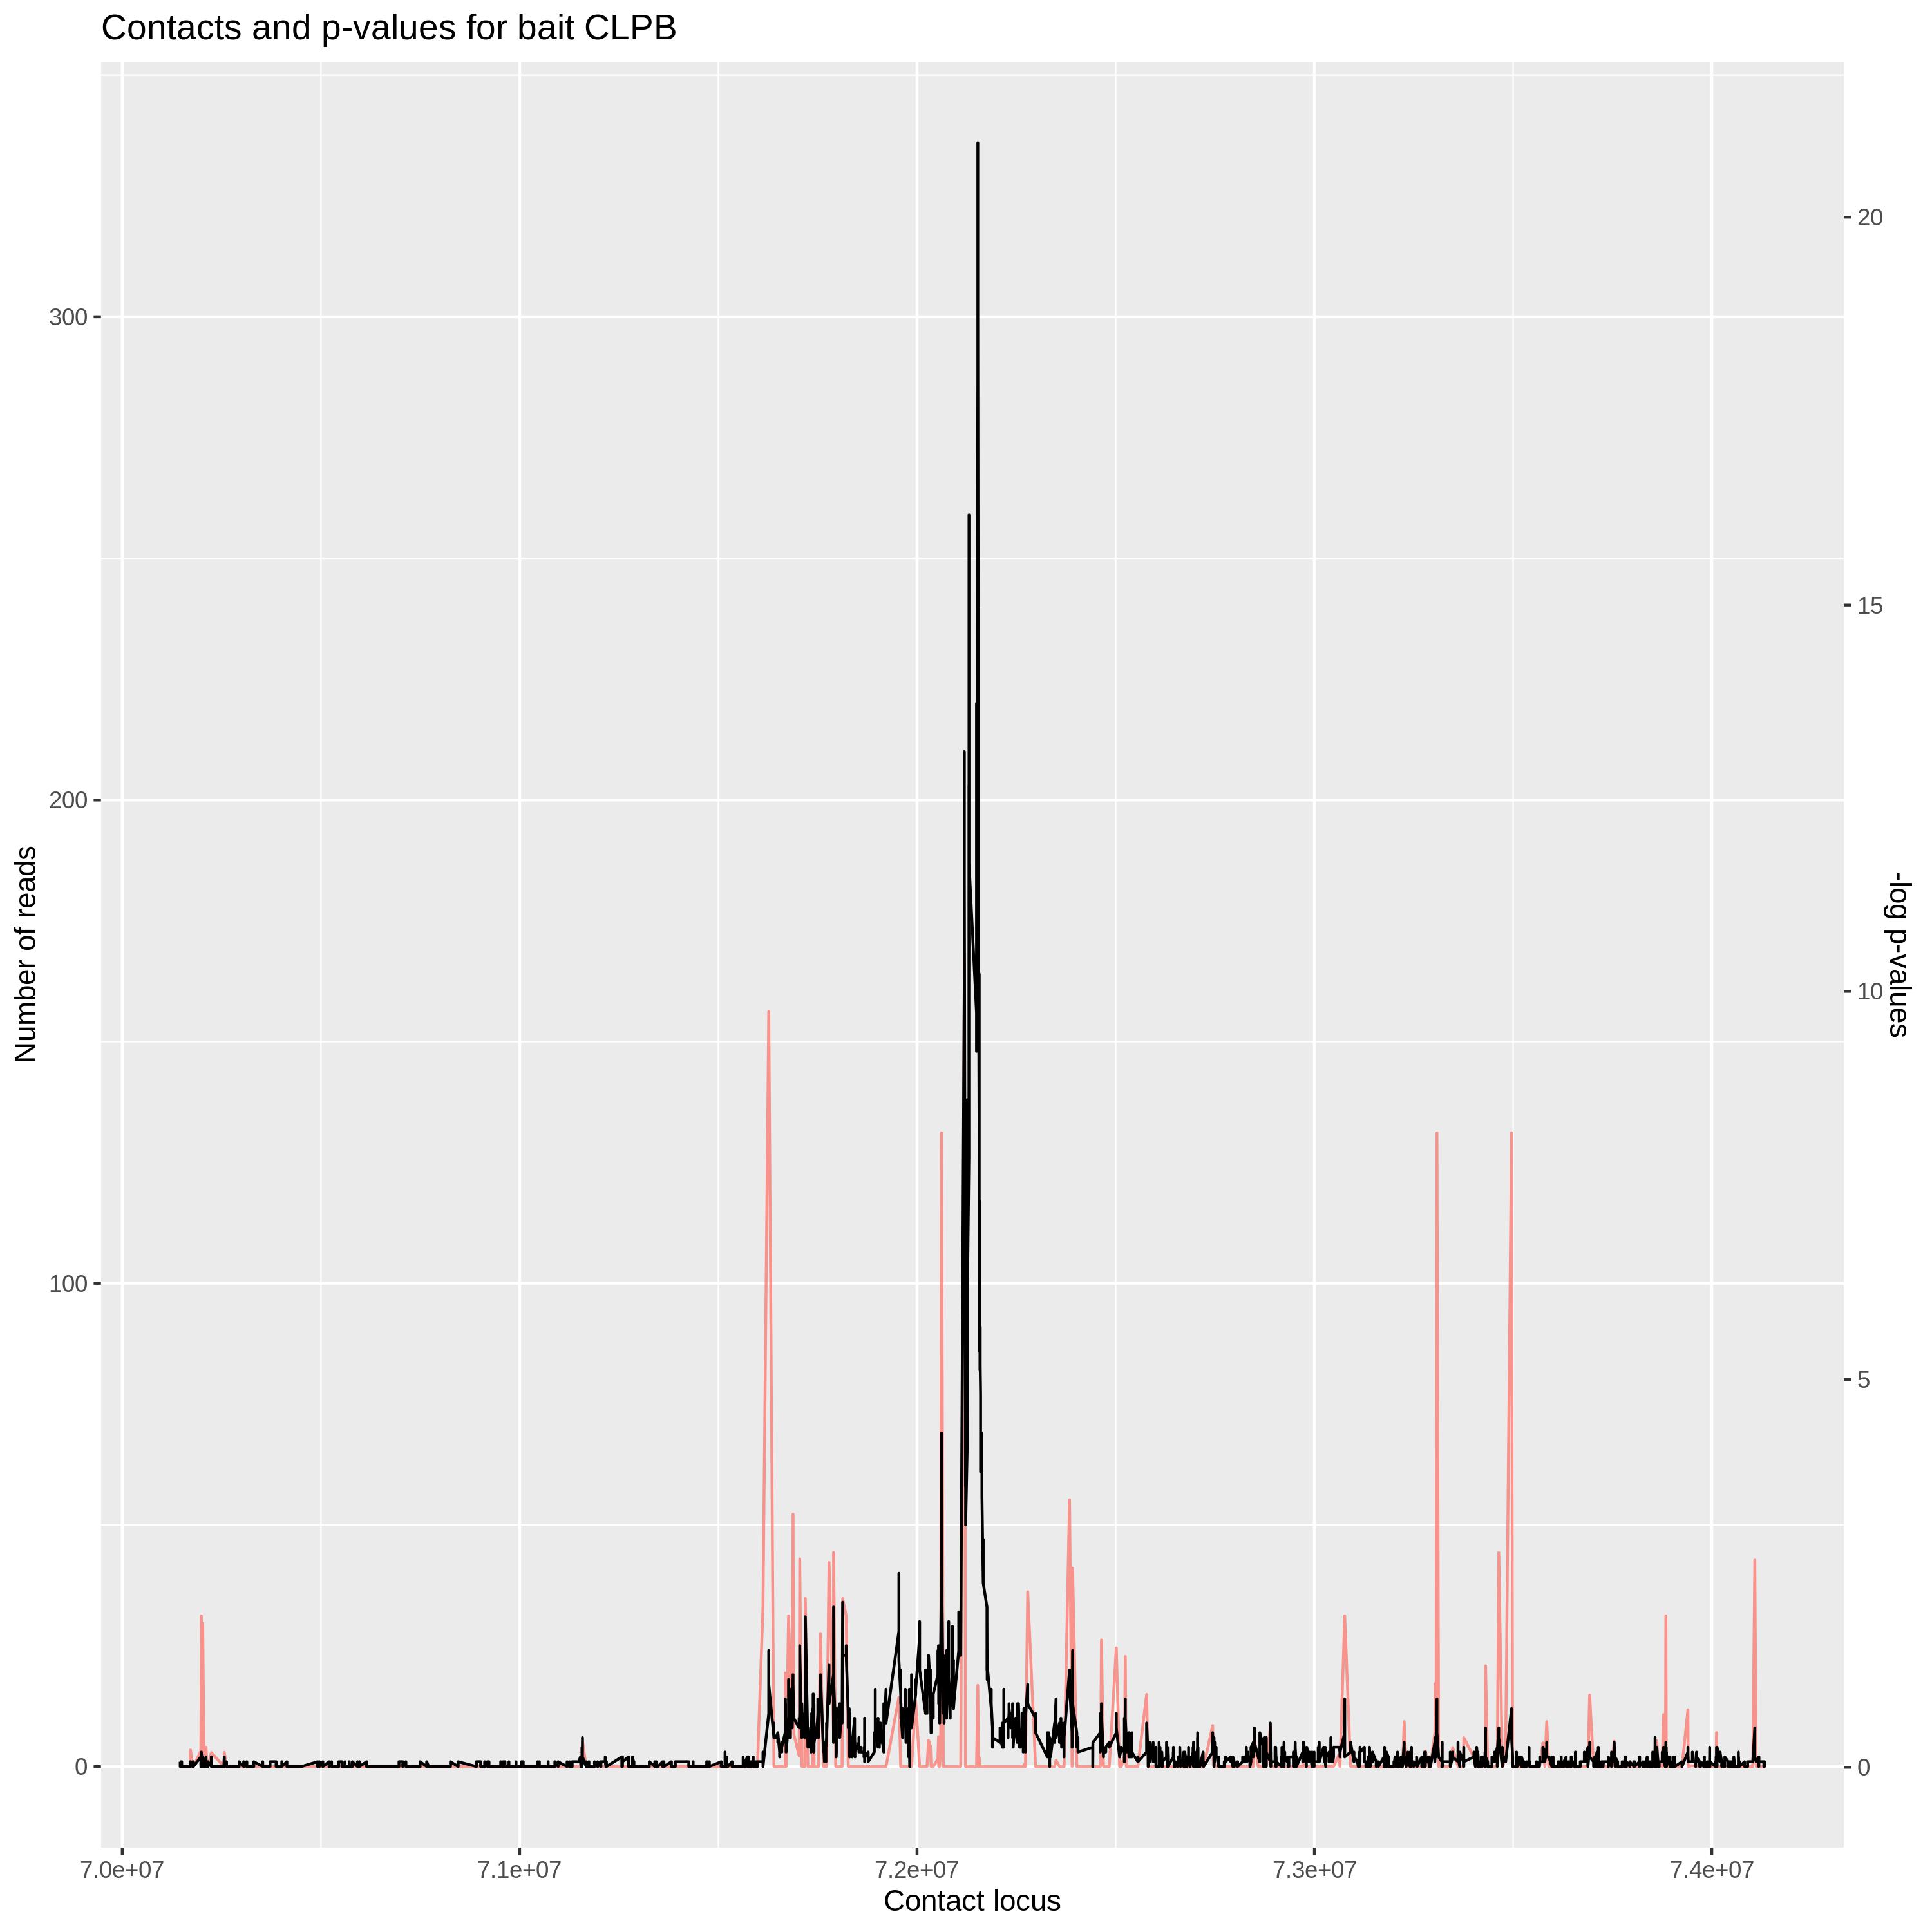 Contacts and p-values for bait CLPB
300
200
100
0
20
15
10
5
0
Number of reads
-log p-values
7.0e+07 7.1e+07 7.2e+07 7.3e+07 7.4e+07
Contact locus